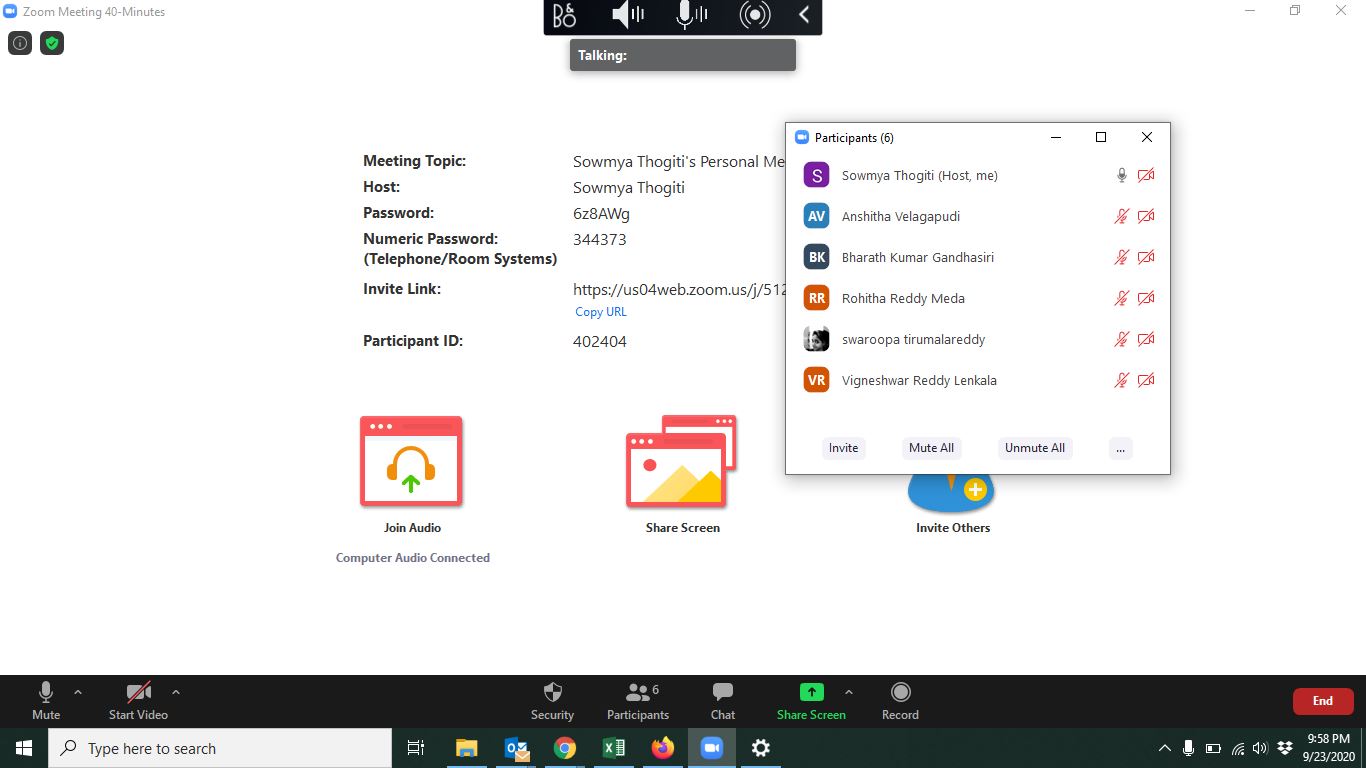 Zoom Meeting 40-Minutes
B&O
Talking:
Meeting Topic: Sowmya Thogiti's Personal Me
Host: Sowmya Thogiti
Password: 6z8AWg
Numeric Password: 344373
(Telephone/Room Systems)
Invite Link: https://us04web.zoom.us/j/512
Copy URL
Participant ID: 402404
Participants (6)
S Sowmya Thogiti (Host, me)
AV Anshitha Velagapudi
BK Bharath Kumar Gandhasiri
RR Rohitha Reddy Meda
swaroopa tirumalareddy
VR Vigneshwar Reddy Lenkala
Invite Mute All Unmute All ...
Join Audio Share Screen Invite Others
Computer Audio Connected
6
Mute Start Video Security Participants Chat Share Screen Record End
Type here to search
9:58 PM
9/23/2020